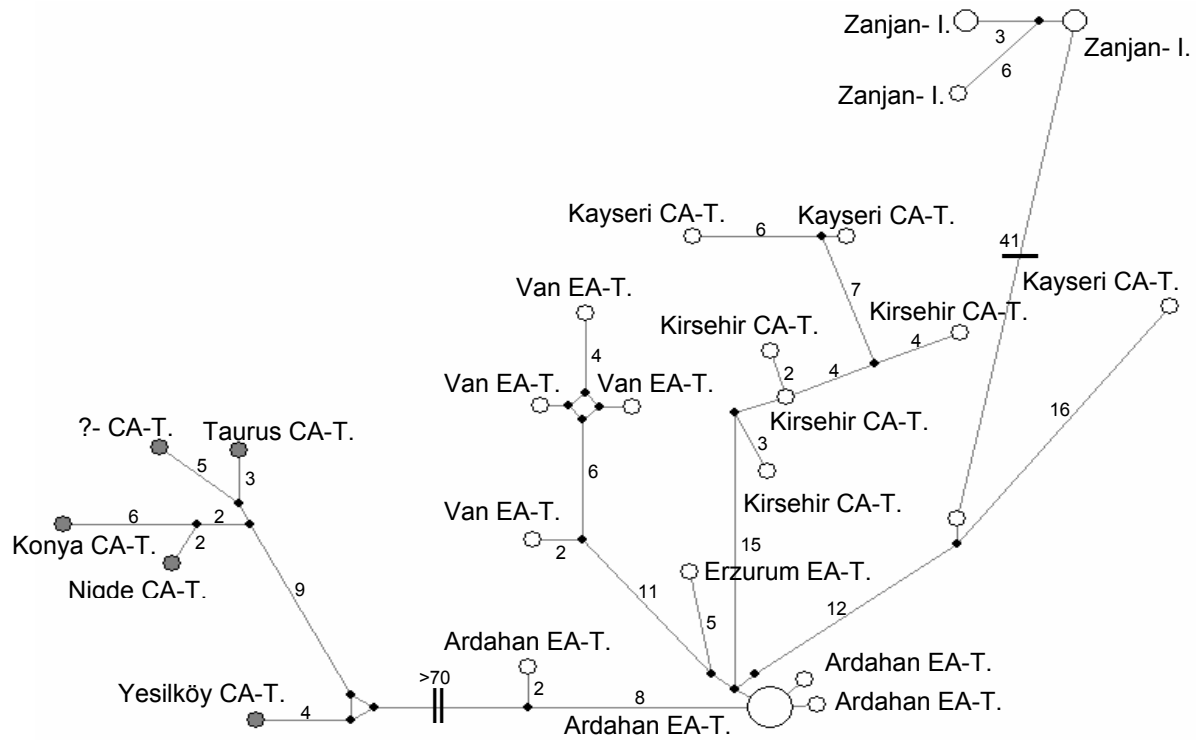 Zanjan- I.
3
Zanjan- I.
6
Zanjan- I.
Kayseri CA-T.
Kayseri CA-T.
6
41
Kayseri CA-T.
Van EA-T.
7
Kirsehir CA-T.
Kirsehir CA-T.
4
4
2
4
Van EA-T.
Van EA-T.
Kirsehir CA-T.
16
?- CA-T.
Taurus CA-T.
3
5
3
6
Kirsehir CA-T.
Van EA-T.
6
2
2
Konya CA-T.
2
15
Nigde CA-T.
9
11
Erzurum EA-T.
12
5
Ardahan EA-T.
Ardahan EA-T.
>70
2
Yesilköy CA-T.
4
8
Ardahan EA-T.
Ardahan EA-T.